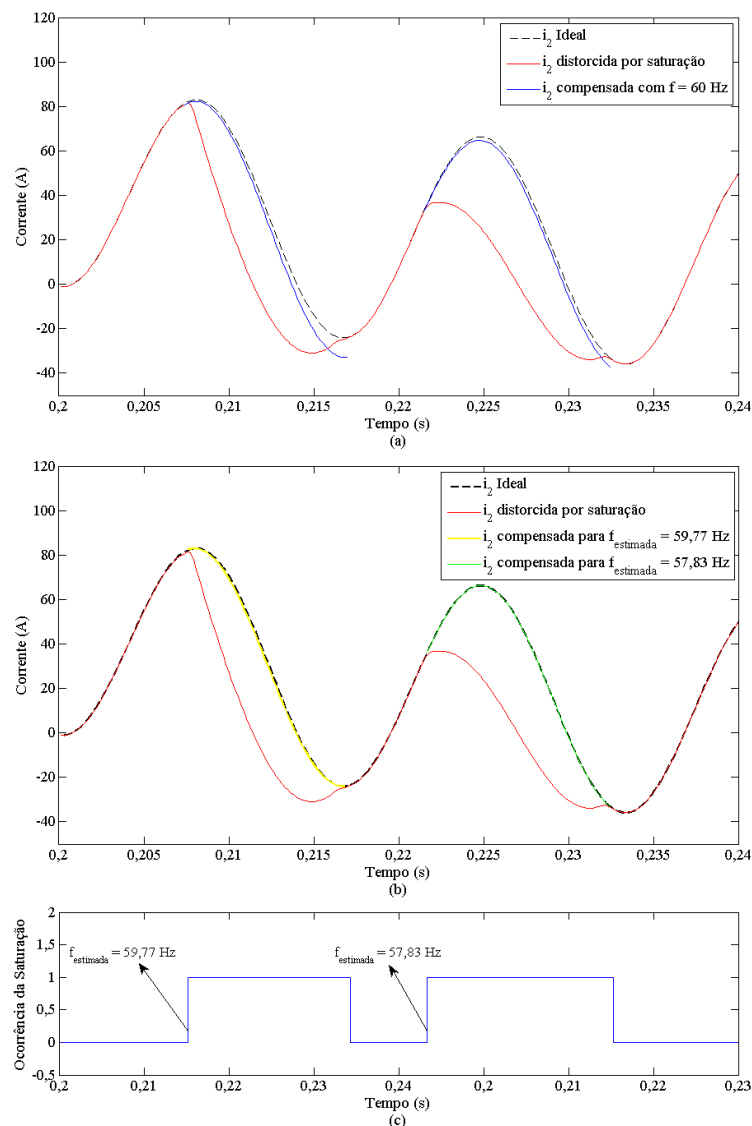 120
100
80
60
40
20
0
-20
-40
Corrente (A)
i2 Ideal
i2 distorcida por saturação
i2 compensada com f = 60 Hz
0,2 0,205 0,21 0,215 0,22 0,225 0,23 0,235 0,24
Tempo (s)
(a)
120
100
80
60
40
20
0
-20
-40
Corrente (A)
i2 Ideal
i2 distorcida por saturação
i2 compensada para festimada = 59,77 Hz
i2 compensada para festimada = 57,83 Hz
0,2 0,205 0,21 0,215 0,22 0,225 0,23 0,235 0,24
Tempo (s)
(b)
2
1,5
1
0,5
0
-0,5
Ocorrência da Saturação
festimada = 59,77 Hz
festimada = 57,83 Hz
0,2 0,21 0,22 0,23 0,24 0,2 0,21 0,22 0,23
Tempo (s)
(c)